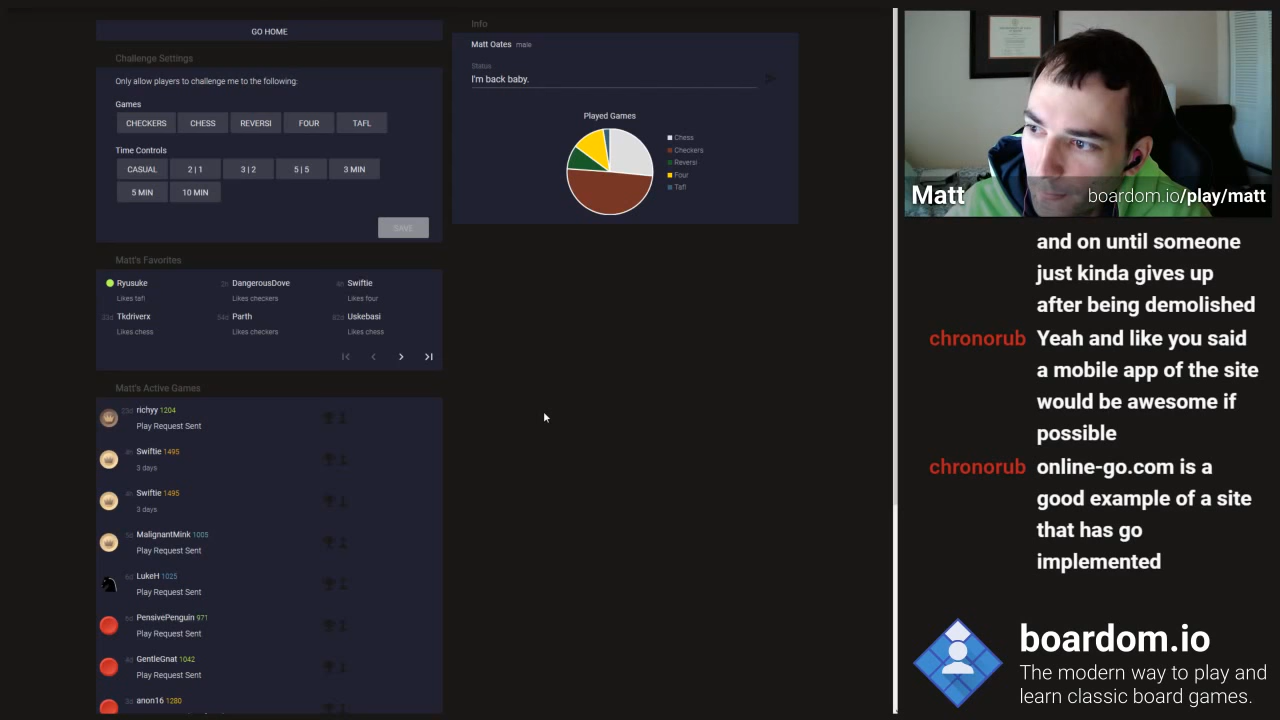 GO HOME
Challenge Settings
Only allow players to challenge me to the following:
Games
CHECKERS CHESS REVERSI FOUR TAFL
Time Controls
CASUAL 2 | 1 3 | 2 5 | 5 3 MIN
5 MIN 10 MIN
SAVE
Matt's Favorites
Ryusuke 2h DangerousDove 4h Swiftie
Likes tafl Likes checkers Likes four
Tkdriverx 54d Parth Uskebasi
Likes chess Likes checkers Likes chess
Matt's Active Games
richyy 1204
Play Request Sent
Swiftie 1495
3 days
Swiftie 1495
3 days
MalignantMink 1005
Play Request Sent
LukeH 1025
Play Request Sent
PensivePenguin 971
Play Request Sent
GentleGnat 1042
Play Request Sent
anon16 1280
Info
Matt Oates male
Status
I'm back baby.
Played Games
Chess
Checkers
Reversi
Four
Tafl
Matt boardom.io/play/matt
and on until someone
just kinda gives up
after being demolished
chronorub Yeah and like you said
a mobile app of the site
would be awesome if
possible
chronorub online-go.com is a
good example of a site
that has go
implemented
boardom.io
The modern way to play and
learn classic board games.